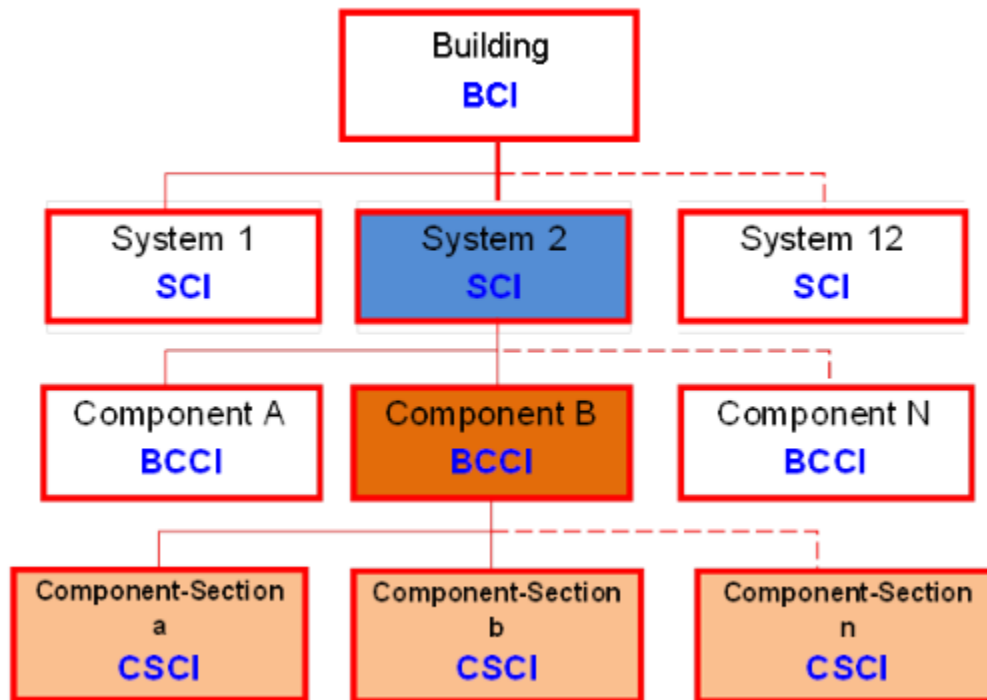 Building
BCI
System 1
SCI
System 2
SCI
System 12
SCI
Component A
BCCI
Component B
BCCI
Component N
BCCI
Component-Section
a
CSCI
Component-Section
b
CSCI
Component-Section
n
CSCI